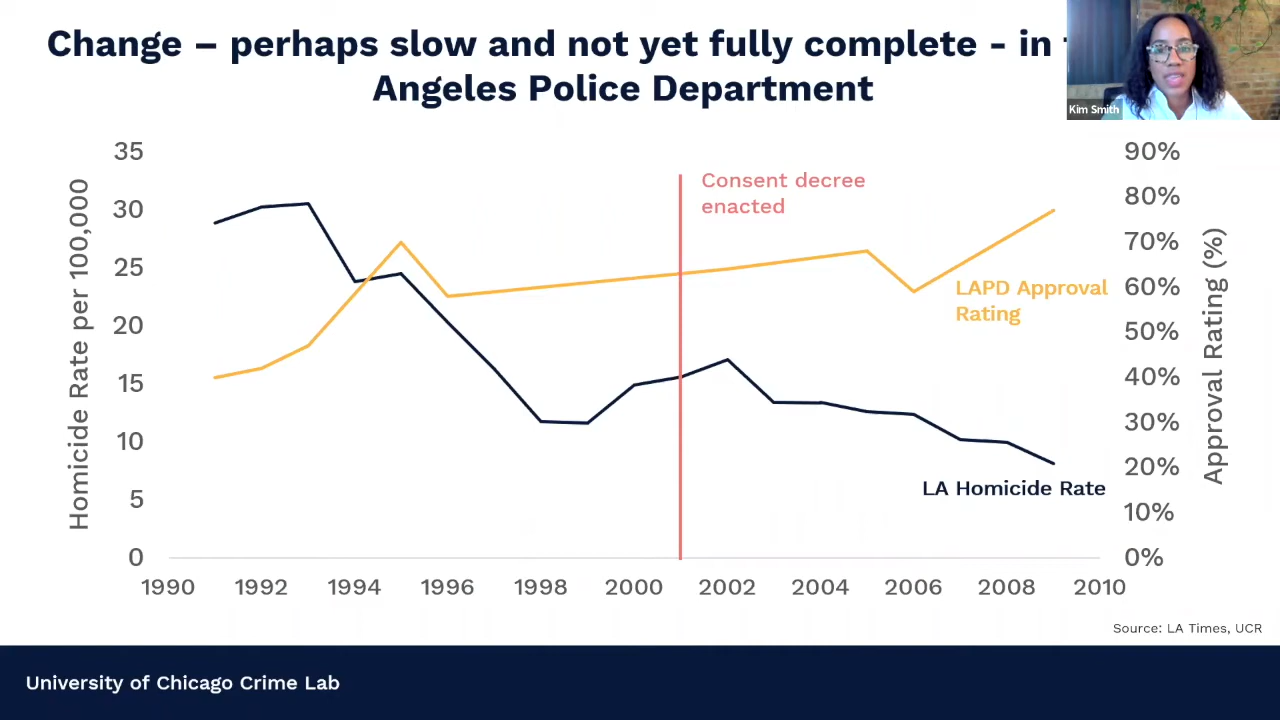 Change – perhaps slow and not yet fully complete - in
Angeles Police Department
Kim Smith
35
30
25
20
15
10
5
0
Homicide Rate per 100,000
90%
80%
70%
60%
50%
40%
30%
20%
10%
0%
Approval Rating (%)
Consent decree
enacted
LAPD Approval
Rating
LA Homicide Rate
1990 1992 1994 1996 1998 2000 2002 2004 2006 2008 2010
Source: LA Times, UCR
University of Chicago Crime Lab